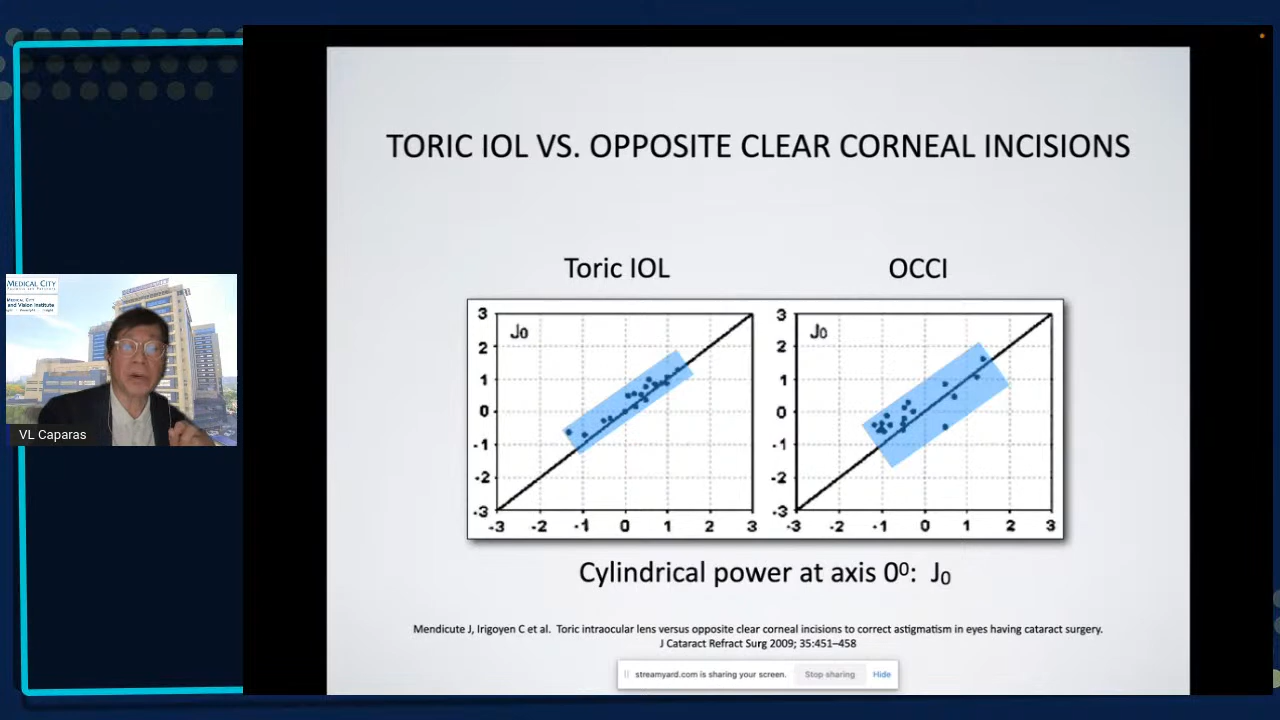 TORIC IOL VS. OPPOSITE CLEAR CORNEAL INCISIONS
Toric IOL
OCCI
3
2
1
0
-1
-2
-3
J₀
-3 -2 -1 0 1 2 3
3
2
1
0
-1
-2
-3
J₀
-3 -2 -1 0 1 2 3
Cylindrical power at axis 0⁰: J₀
Mendicute J, Irigoyen C et al. Toric intraocular lens versus opposite clear corneal incisions to correct astigmatism in eyes having cataract surgery.
J Cataract Refract Surg 2009; 35:451–458
streamyard.com is sharing your screen. Stop sharing Hide
MEDICAL CITY
MEDICAL CITY
and Vision Institute
VL Caparas